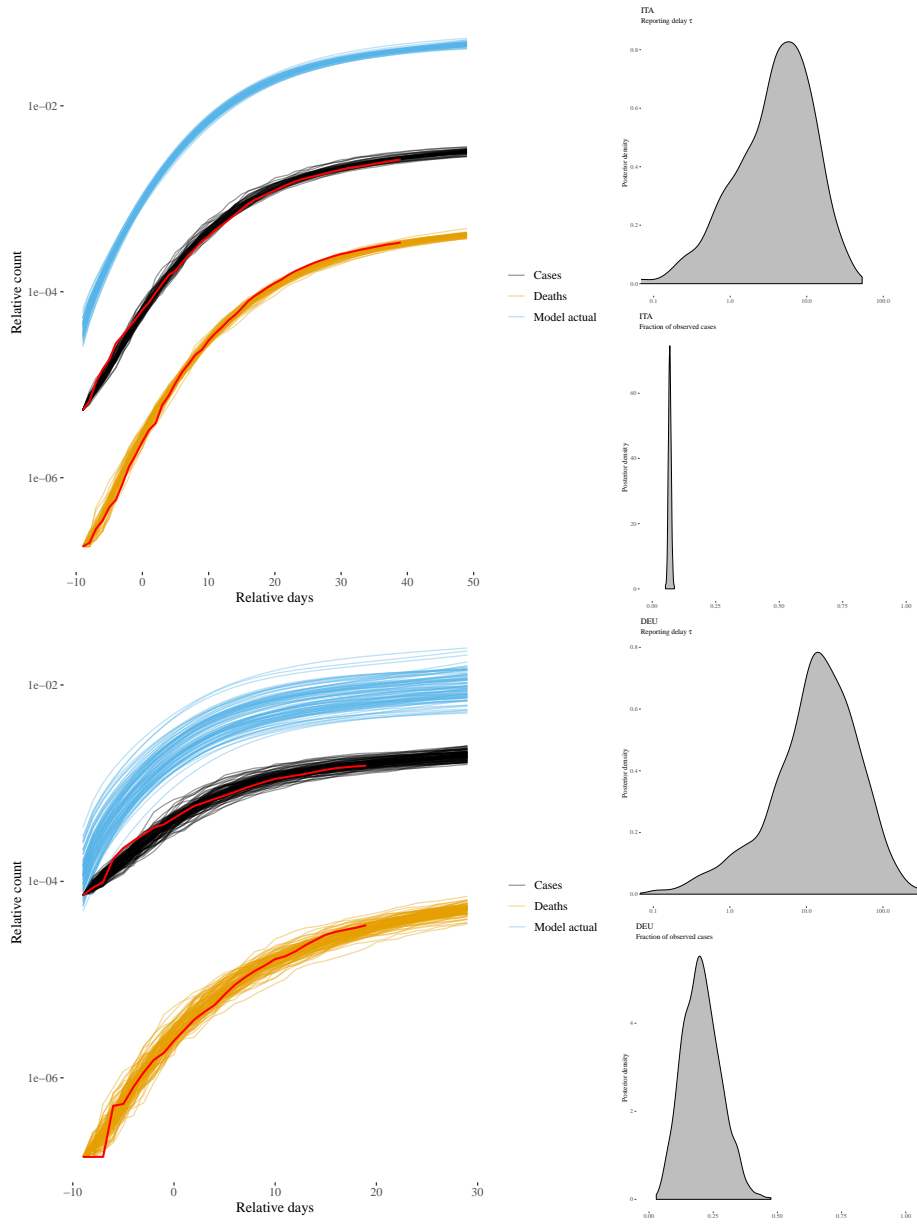 1e−02
1e−04
1e−06
Relative count
−10 0 10 20 30 40 50
Relative days
Cases
Deaths
Model actual
ITA
Reporting delay τ
Posterior density
0.8
0.6
0.4
0.2
0.0
0.1 1.0 10.0 100.0
ITA
Fraction of observed cases
Posterior density
60
40
20
0
0.00 0.25 0.50 0.75 1.00
1e−02
1e−04
1e−06
Relative count
−10 0 10 20 30
Relative days
Cases
Deaths
Model actual
DEU
Reporting delay τ
Posterior density
0.8
0.6
0.4
0.2
0.0
0.1 1.0 10.0 100.0
DEU
Fraction of observed cases
Posterior density
4
2
0
0.00 0.25 0.50 0.75 1.00